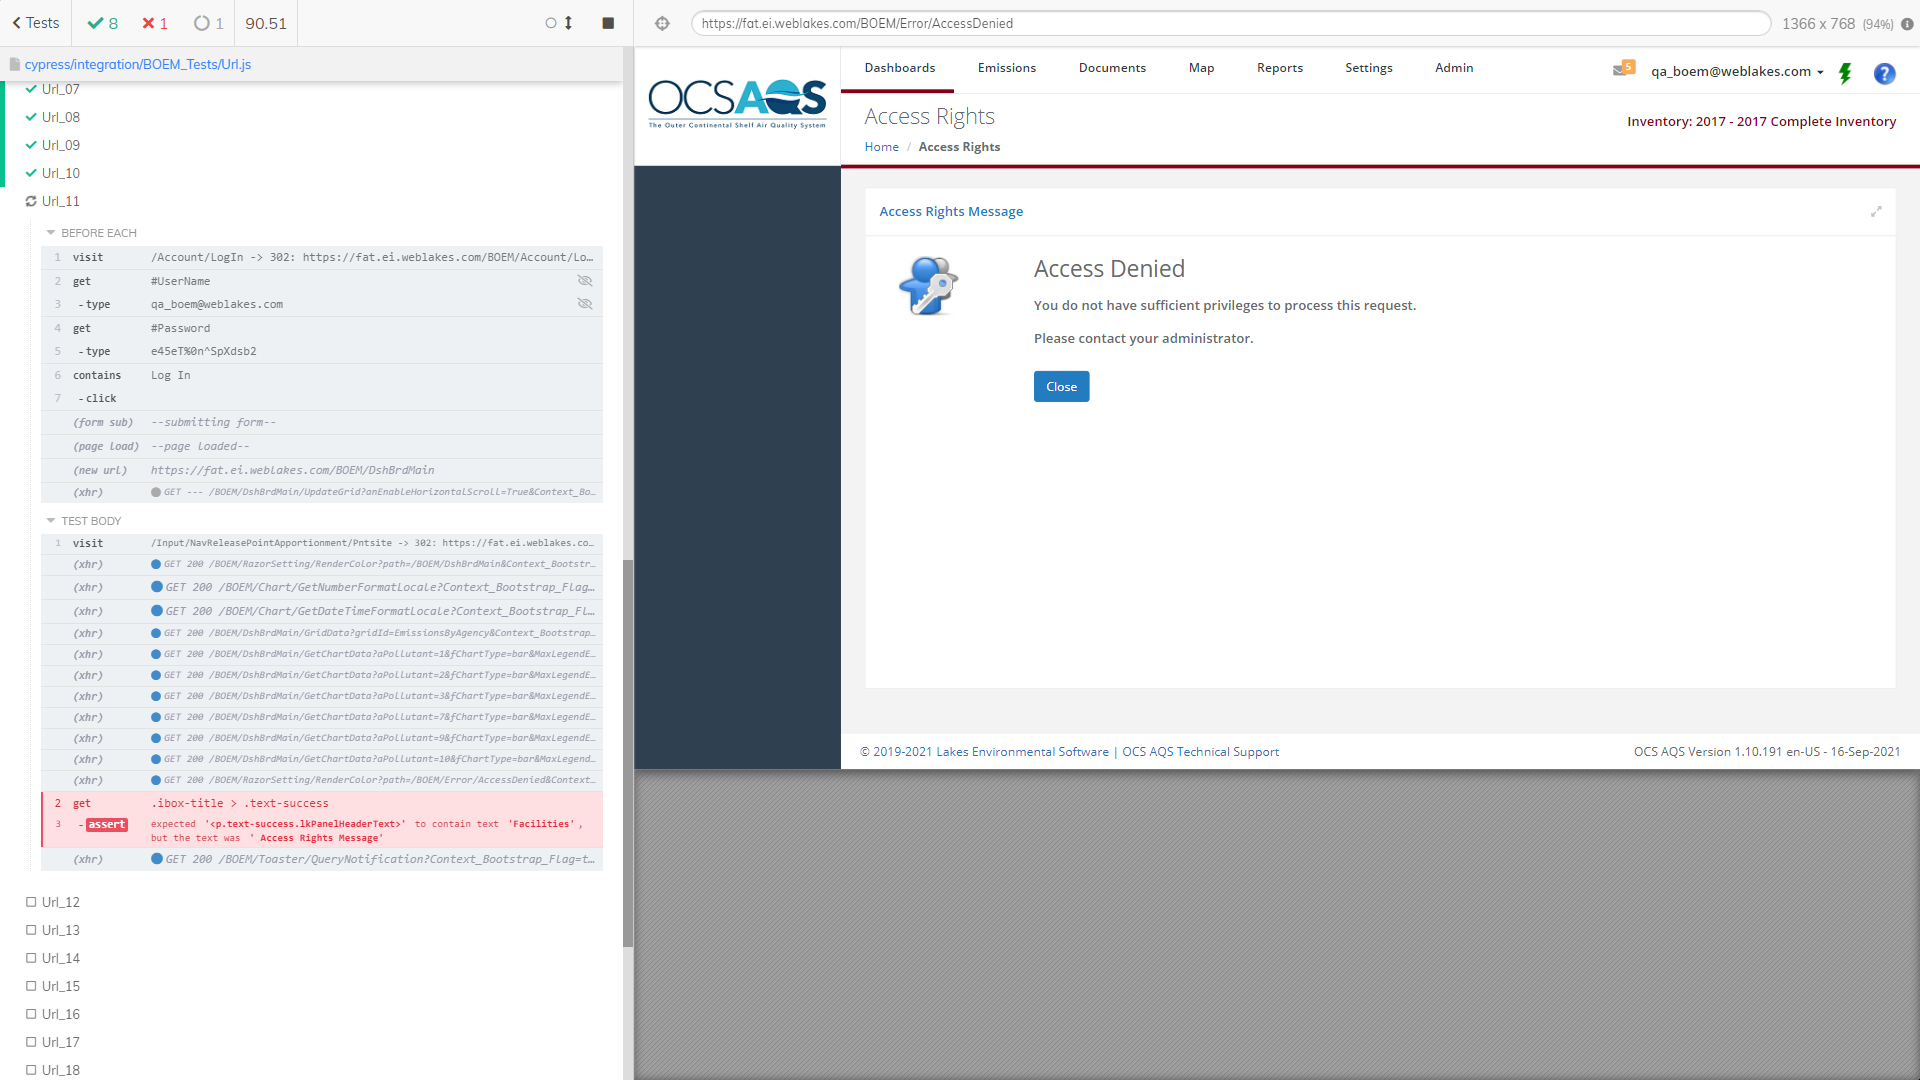 Tests
8
1
1
90.51
cypress/integration/BOEM_Tests/Url.js
Url_07
Url_08
Url_09
Url_10
Url_11
BEFORE EACH
1 visit /Account/LogIn -> 302: https://fat.ei.weblakes.com/BOEM/Account/Lo...
2 get #UserName
3 -type qa_boem@weblakes.com
4 get #Password
5 -type e45eT%0n^SpXdsb2
6 contains Log In
7 -click
(form sub) --submitting form--
(page load) --page loaded--
(new url) https://fat.ei.weblakes.com/BOEM/DshBrdMain
(xhr) GET --- /BOEM/DshBrdMain/UpdateGrid?anEnableHorizontalScroll=True&Context_Bo...
TEST BODY
1 visit /Input/NavReleasePointApportionment/Pntsite -> 302: https://fat.ei.weblakes.co...
(xhr) GET 200 /BOEM/RazorSetting/RenderColor?path=/BOEM/DshBrdMain&Context_Bootstr...
(xhr) GET 200 /BOEM/Chart/GetNumberFormatLocale?Context_Bootstrap_Flag...
(xhr) GET 200 /BOEM/Chart/GetDateTimeFormatLocale?Context_Bootstrap_Fl...
(xhr) GET 200 /BOEM/DshBrdMain/GridData?gridId=EmissionsByAgency&Context_Bootstrap...
(xhr) GET 200 /BOEM/DshBrdMain/GetChartData?aPollutant=1&fChartType=bar&MaxLegendE...
(xhr) GET 200 /BOEM/DshBrdMain/GetChartData?aPollutant=2&fChartType=bar&MaxLegendE...
(xhr) GET 200 /BOEM/DshBrdMain/GetChartData?aPollutant=3&fChartType=bar&MaxLegendE...
(xhr) GET 200 /BOEM/DshBrdMain/GetChartData?aPollutant=7&fChartType=bar&MaxLegendE...
(xhr) GET 200 /BOEM/DshBrdMain/GetChartData?aPollutant=9&fChartType=bar&MaxLegendE...
(xhr) GET 200 /BOEM/DshBrdMain/GetChartData?aPollutant=10&fChartType=bar&MaxLegend...
(xhr) GET 200 /BOEM/RazorSetting/RenderColor?path=/BOEM/Error/AccessDenied&Context...
2 get .ibox-title > .text-success
3 -assert expected '<p.text-success.lkPanelHeaderText>' to contain text 'Facilities',
but the text was ' Access Rights Message'
(xhr) GET 200 /BOEM/Toaster/QueryNotification?Context_Bootstrap_Flag=t...
Url_12
Url_13
Url_14
Url_15
Url_16
Url_17
Url_18
https://fat.ei.weblakes.com/BOEM/Error/AccessDenied
1366 x 768 (94%)
OCSAQS
The Outer Continental Shelf Air Quality System
Dashboards Emissions Documents Map Reports Settings Admin
5
qa_boem@weblakes.com
?
Access Rights
Inventory: 2017 - 2017 Complete Inventory
Home / Access Rights
Access Rights Message
Access Denied
You do not have sufficient privileges to process this request.
Please contact your administrator.
Close
© 2019-2021 Lakes Environmental Software | OCS AQS Technical Support
OCS AQS Version 1.10.191 en-US - 16-Sep-2021